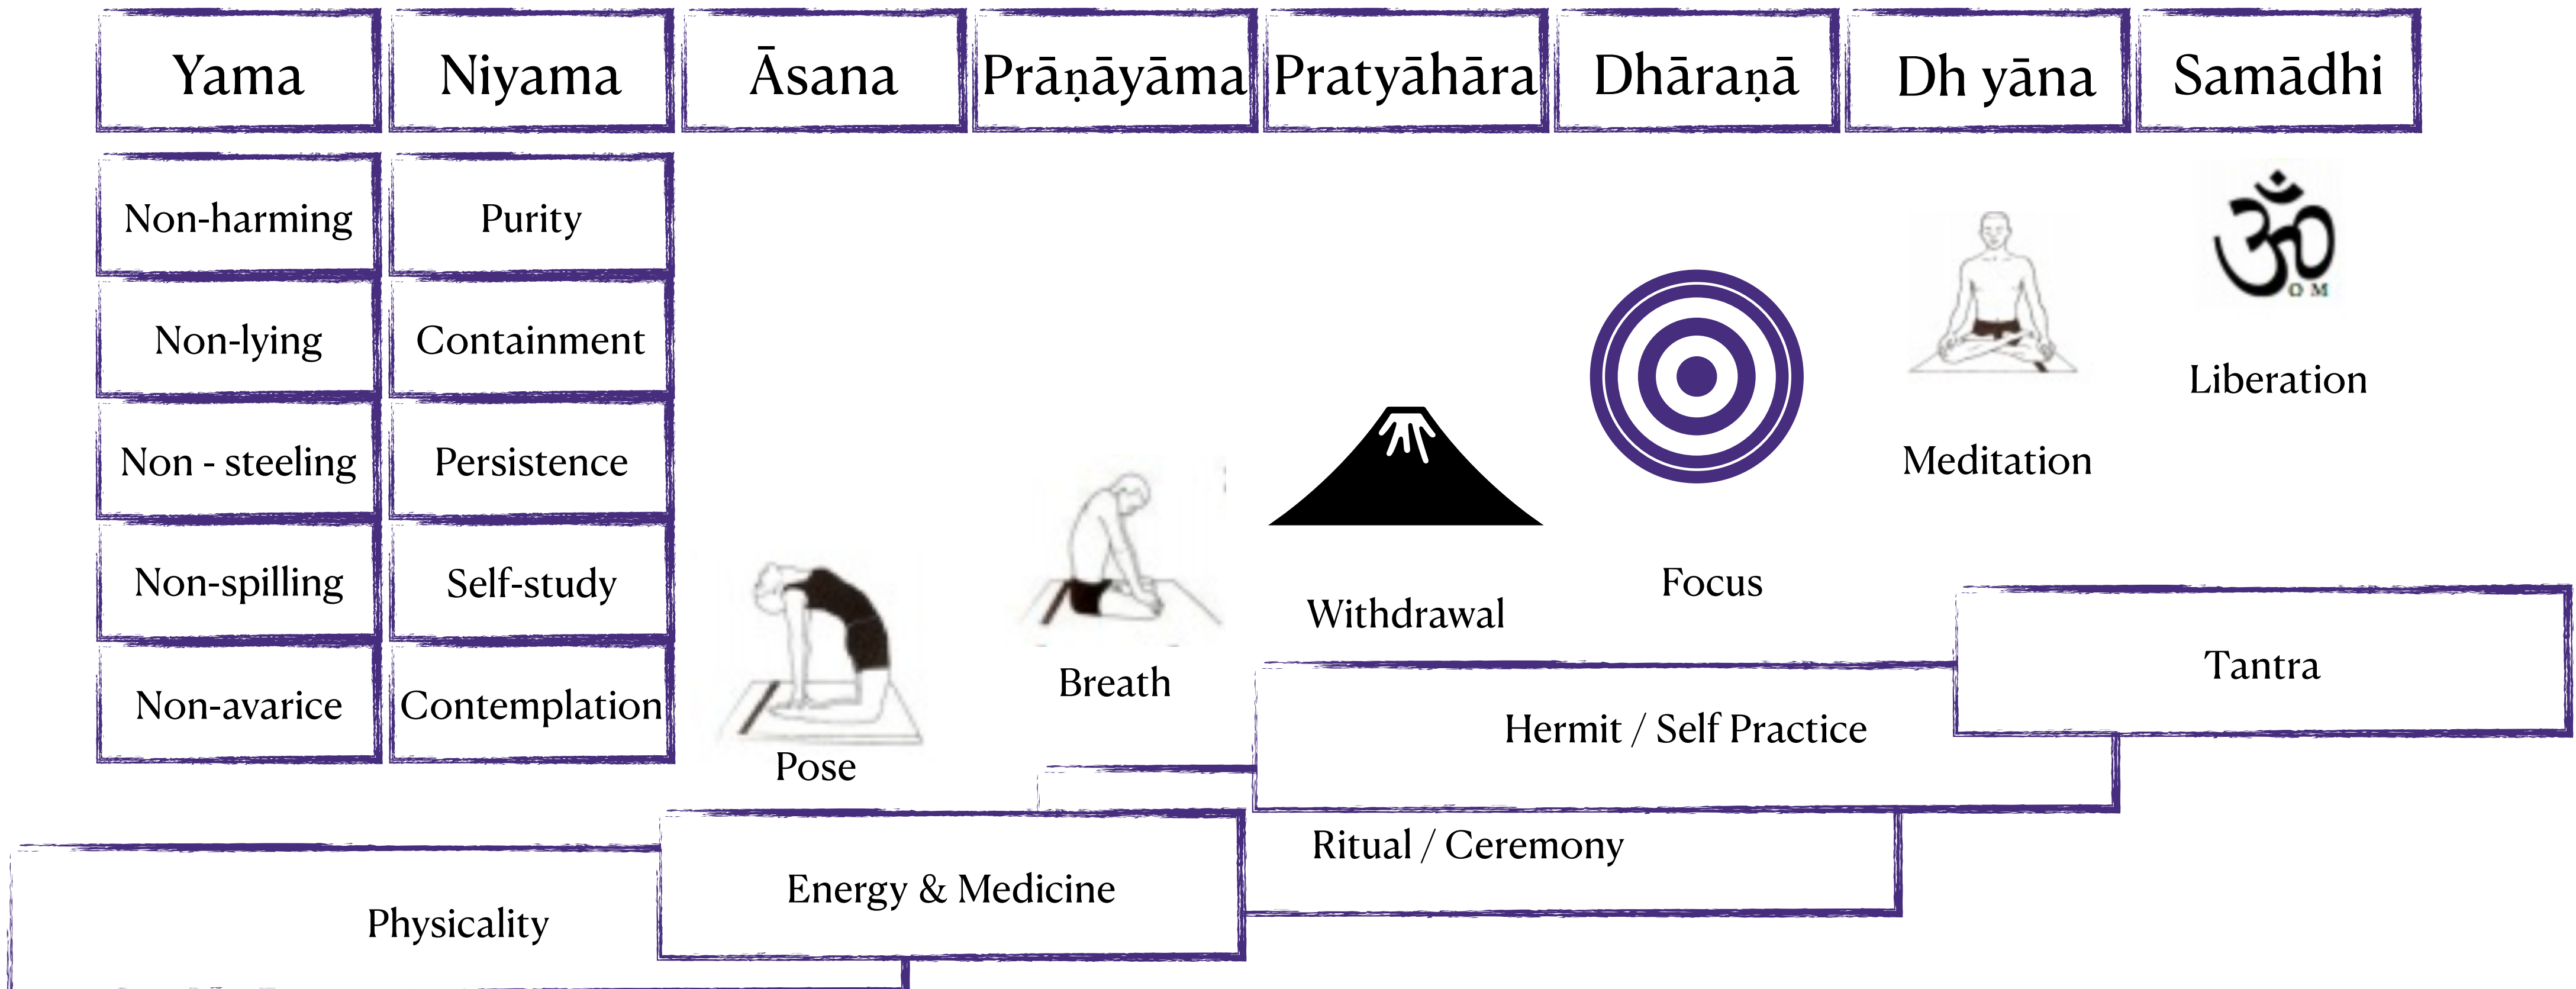 Yama
Niyama
Āsana
Prāṇāyāma
Pratyāhāra
Dhāraṇā
Dh yāna
Samādhi
Non-harming
Purity
Non-lying
Containment
Non - steeling
Persistence
Non-spilling
Self-study
Non-avarice
Contemplation
Pose
Breath
Withdrawal
Focus
Meditation
OM
Liberation
Tantra
Hermit / Self Practice
Ritual / Ceremony
Energy & Medicine
Physicality